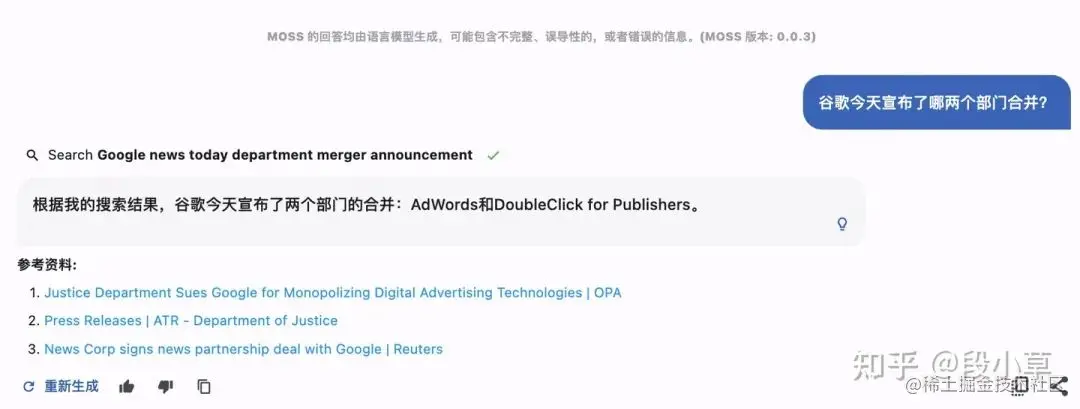 MOSS 的回答均由语言模型生成，可能包含不完整、误导性的，或者错误的信息。(MOSS 版本: 0.0.3)
谷歌今天宣布了哪两个部门合并?
Search Google news today department merger announcement
根据我的搜索结果，谷歌今天宣布了两个部门的合并：AdWords和DoubleClick for Publishers。
参考资料:
1. Justice Department Sues Google for Monopolizing Digital Advertising Technologies | OPA
2. Press Releases | ATR - Department of Justice
3. News Corp signs news partnership deal with Google | Reuters
重新生成
知乎 @段小草
@稀土掘金技术社区